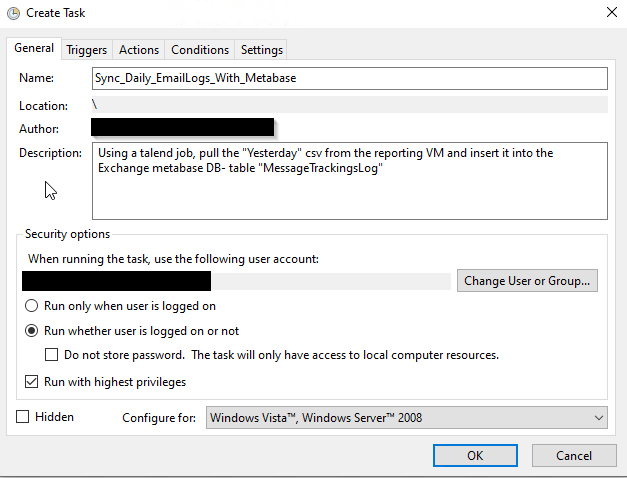 Create Task
General Triggers Actions Conditions Settings
Name: Sync_Daily_EmailLogs_With_Metabase
Location: \
Author:
Description: Using a talend job, pull the "Yesterday" csv from the reporting VM and insert it into the
Exchange metabase DB- table "MessageTrackingsLog"
Security options
When running the task, use the following user account:
Change User or Group...
Run only when user is logged on
Run whether user is logged on or not
Do not store password. The task will only have access to local computer resources.
Run with highest privileges
Hidden Configure for: Windows Vista™, Windows Server™ 2008
OK Cancel